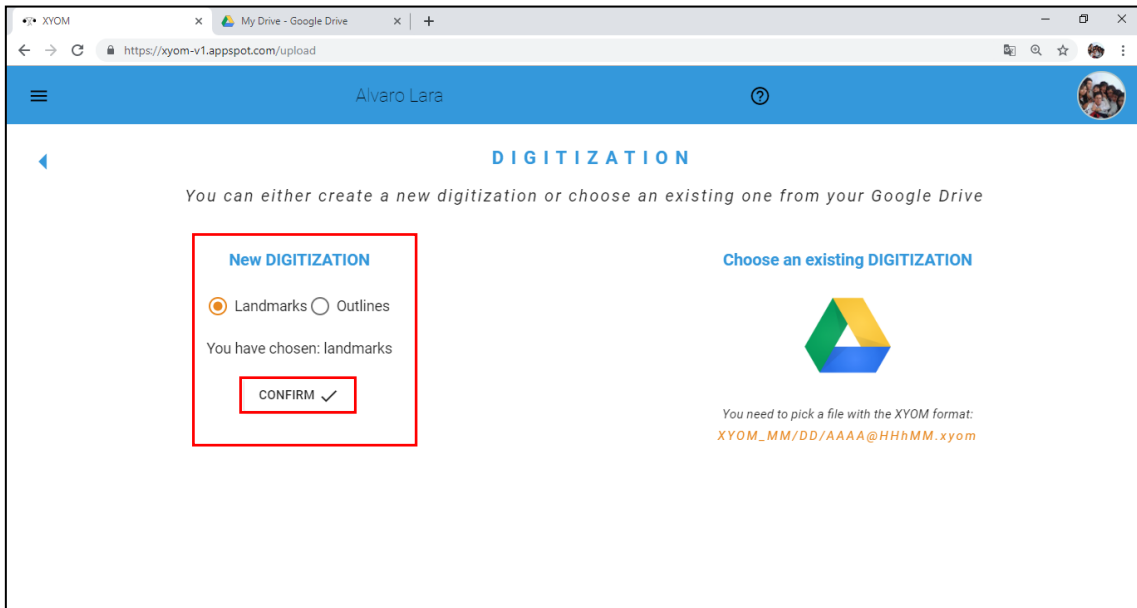 XYOM
My Drive - Google Drive
https://xyom-v1.appspot.com/upload
Alvaro Lara
DIGITIZATION
You can either create a new digitization or choose an existing one from your Google Drive
New DIGITIZATION
Landmarks Outlines
You have chosen: landmarks
CONFIRM
Choose an existing DIGITIZATION
You need to pick a file with the XYOM format:
XYOM_MM/DD/AAAA@HHhMM.xyom